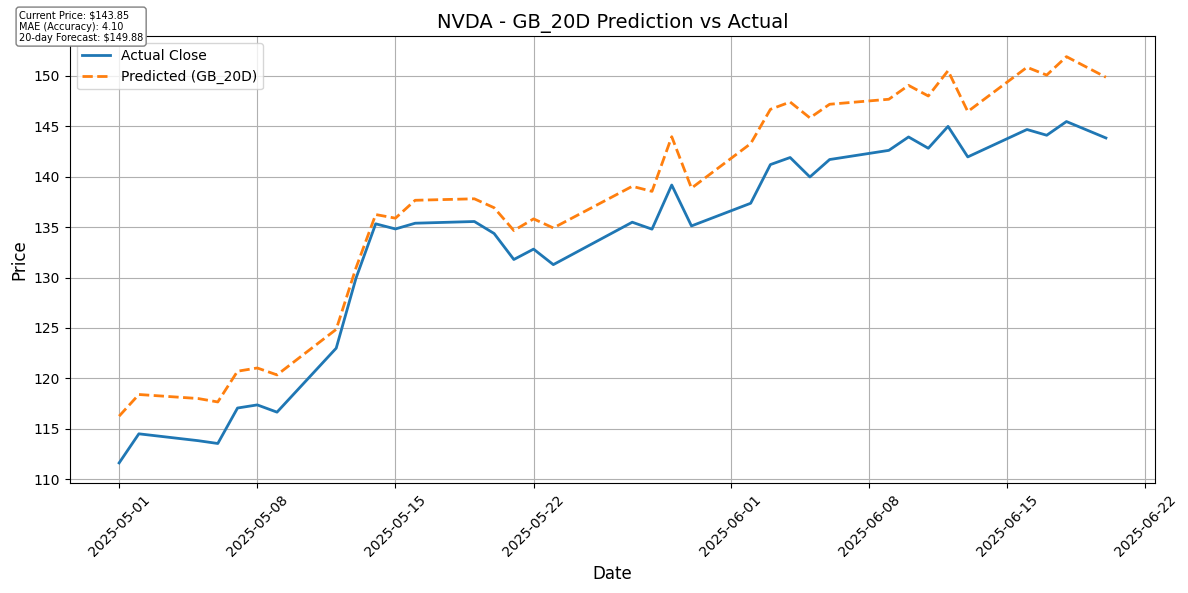 Current Price: $143.85
MAE (Accuracy): 4.10
20-day Forecast: $149.88
NVDA - GB_20D Prediction vs Actual
Actual Close
Predicted (GB_20D)
Price
150
145
140
135
130
125
120
115
110
2025-05-01
2025-05-08
2025-05-15
2025-05-22
2025-06-01
2025-06-08
2025-06-15
2025-06-22
Date